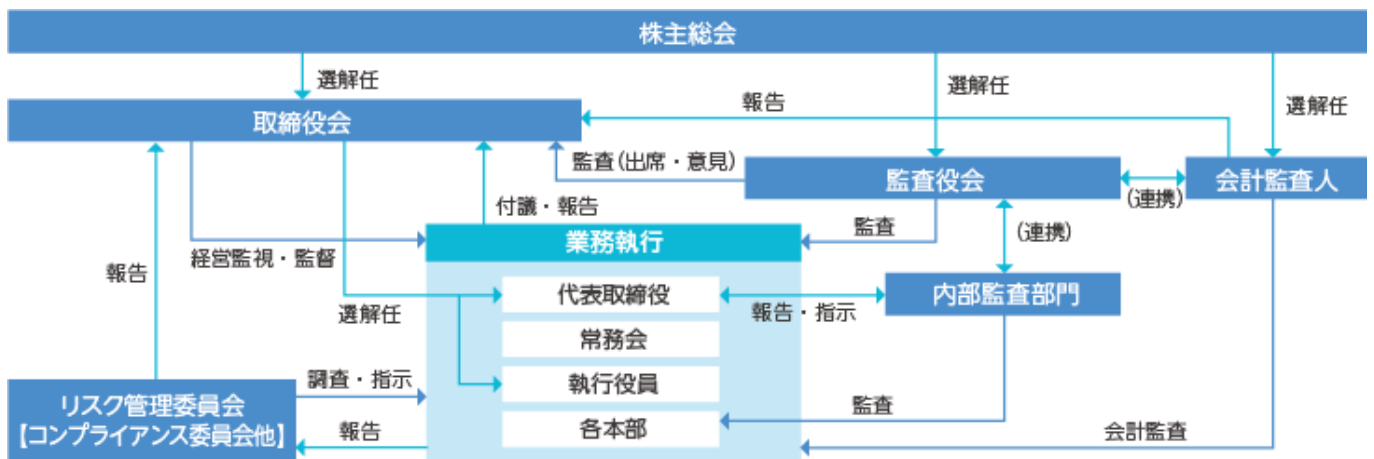 株主総会
選解任
選解任
選解任
報告
取締役会
監査(出席・意見)
監査役会
会計監査人
(連携)
付議・報告
監査
(連携)
業務執行
経営監視・監督
報告
代表取締役
内部監査部門
選解任
報告・指示
常務会
調査・指示
執行役員
リスク管理委員会
【コンプライアンス委員会他】
監査
各本部
報告
会計監査